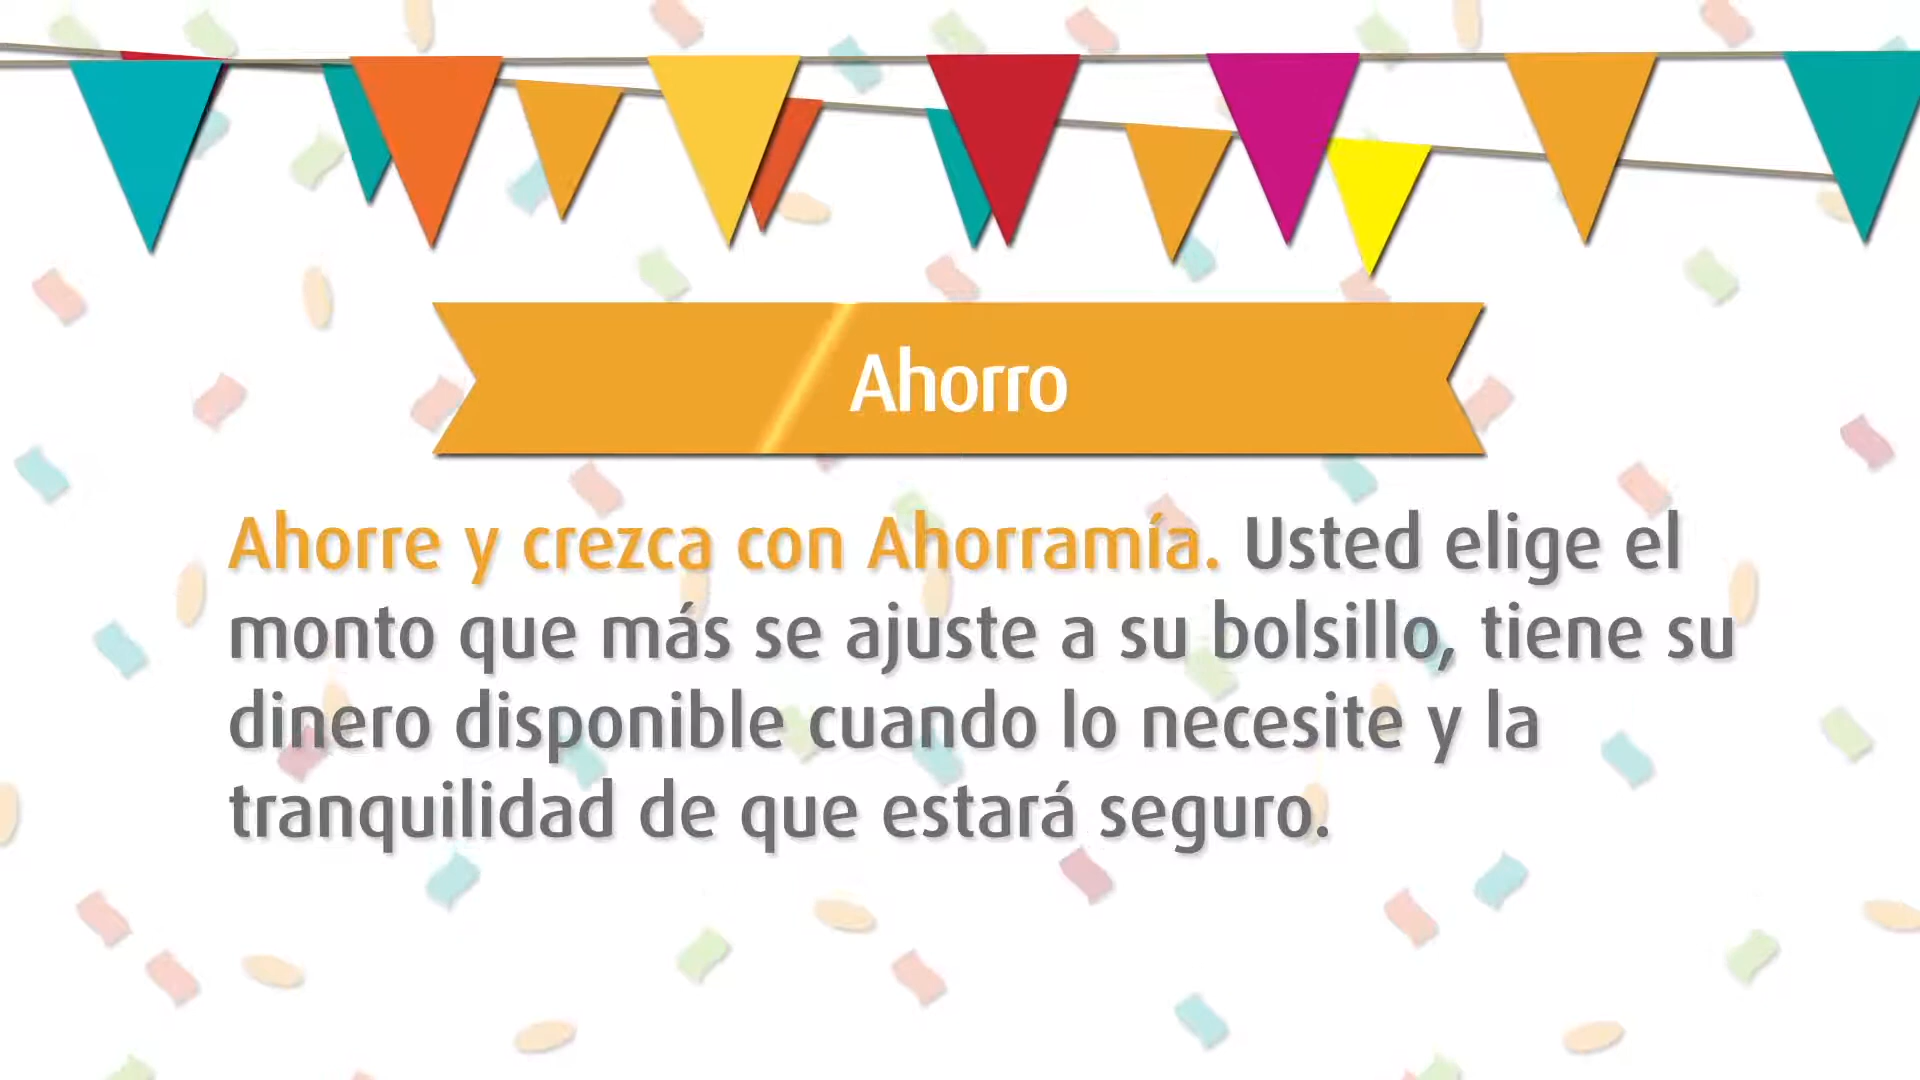 Ahorro
Ahorre y crezca con Ahorramía. Usted elige el
monto que más se ajuste a su bolsillo, tiene su
dinero disponible cuando lo necesite y la
tranquilidad de que estará seguro.